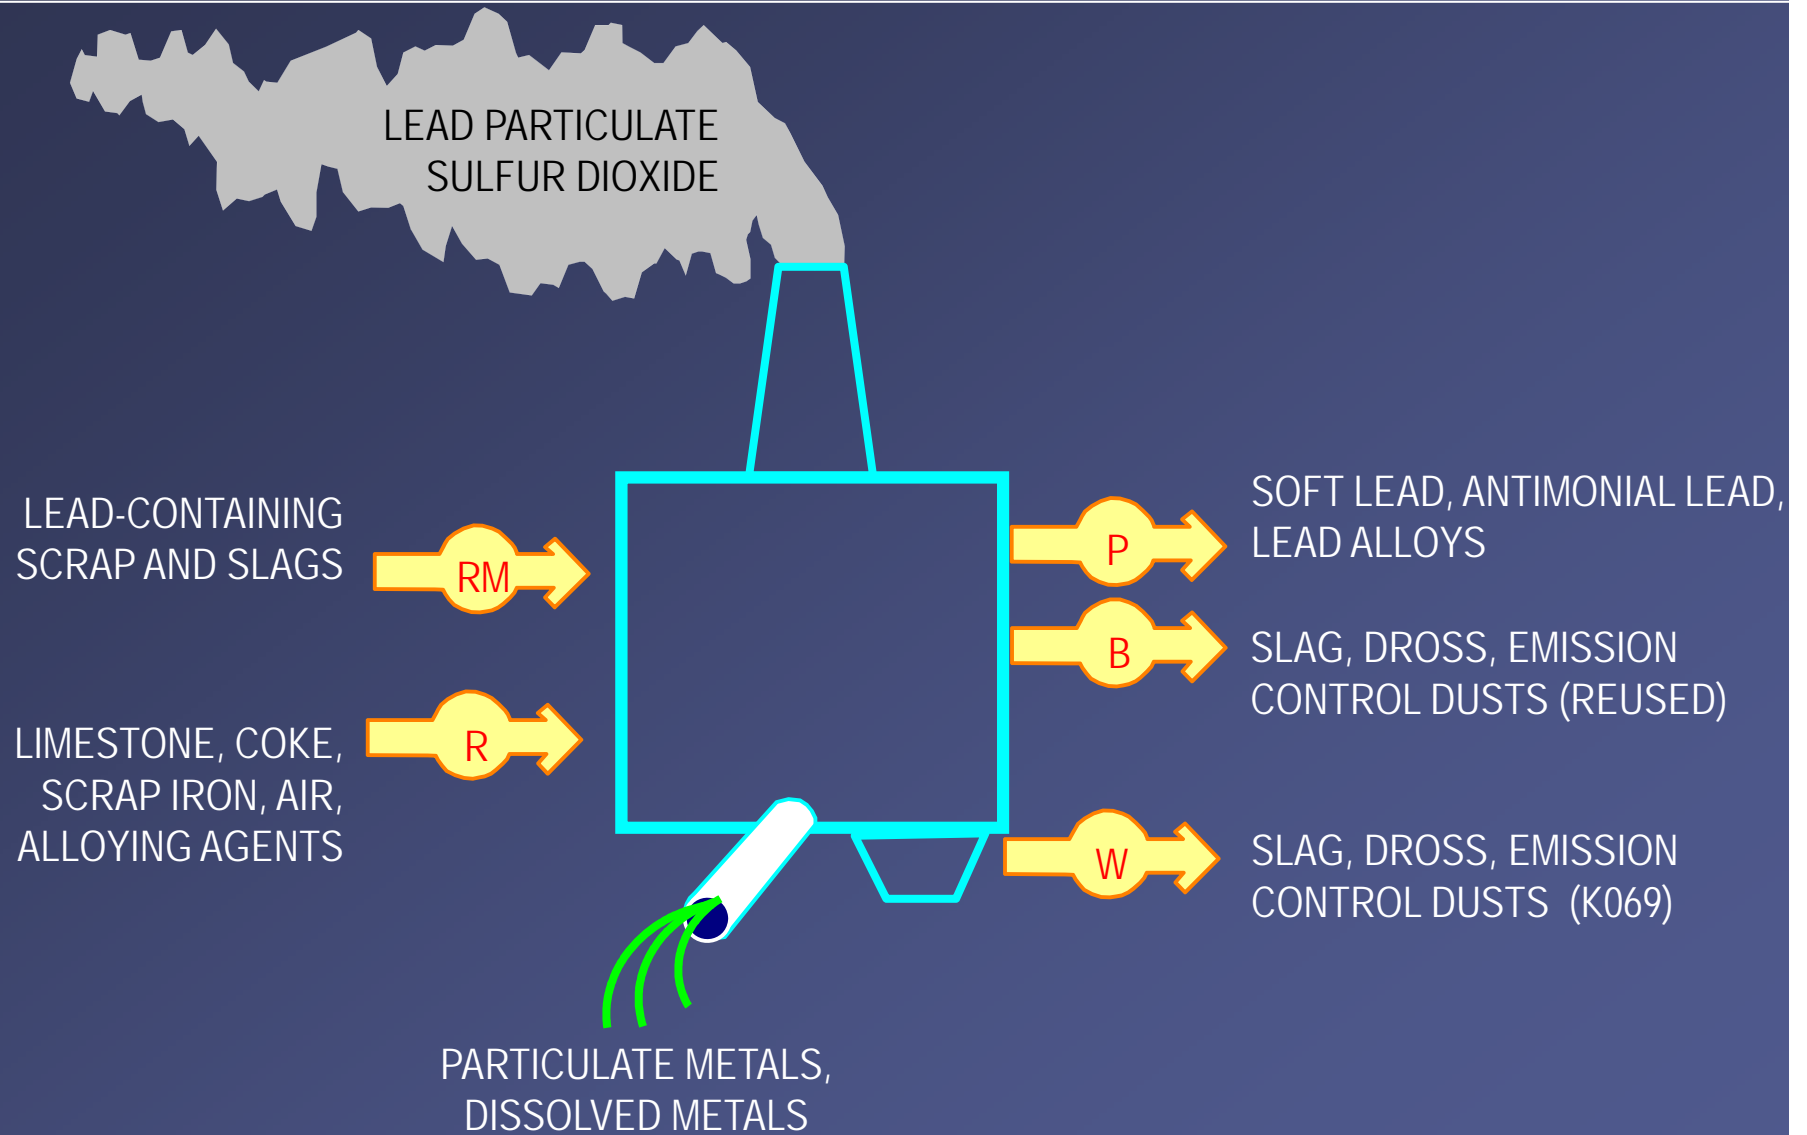 LEAD PARTICULATE
SULFUR DIOXIDE
LEAD-CONTAINING
SCRAP AND SLAGS
RM
LIMESTONE, COKE,
SCRAP IRON, AIR,
ALLOYING AGENTS
R
P
SOFT LEAD, ANTIMONIAL LEAD,
LEAD ALLOYS
B
SLAG, DROSS, EMISSION
CONTROL DUSTS (REUSED)
W
SLAG, DROSS, EMISSION
CONTROL DUSTS (K069)
PARTICULATE METALS,
DISSOLVED METALS